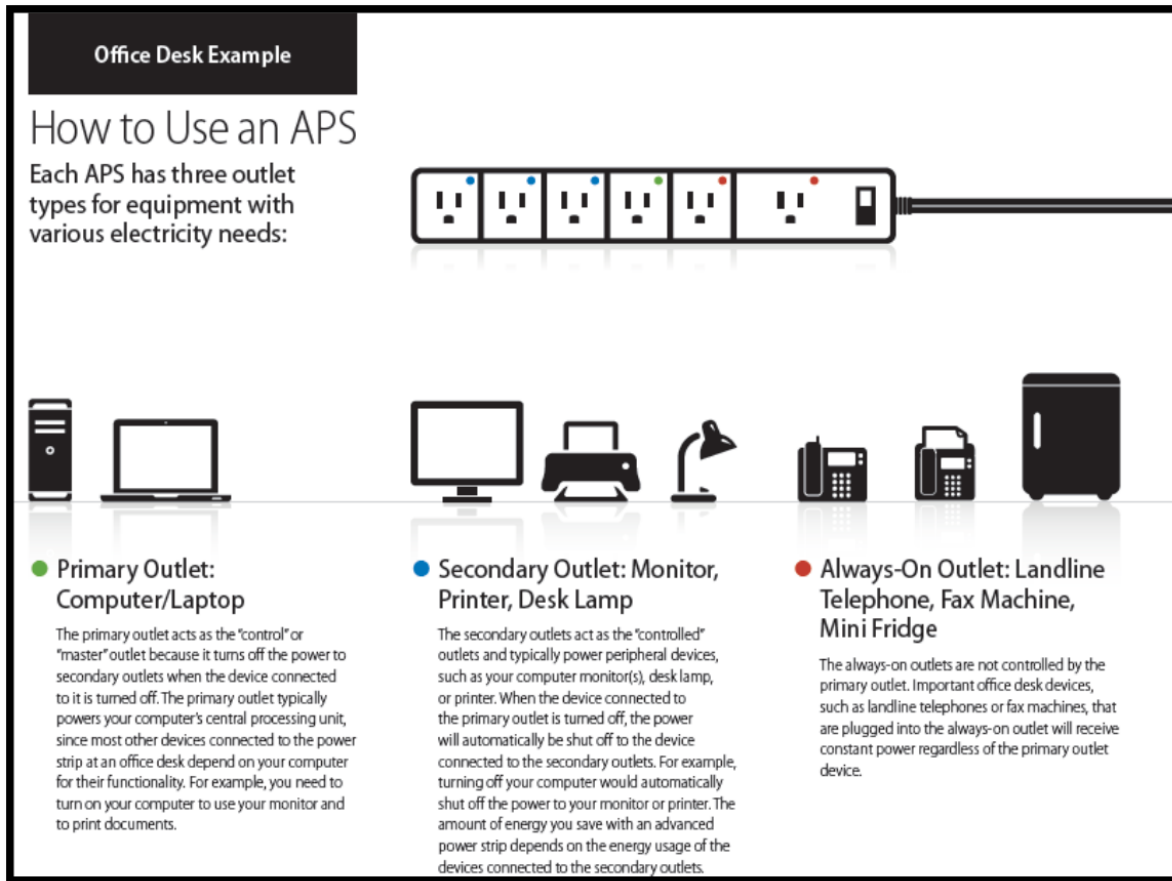 Office Desk Example
How to Use an APS
Each APS has three outlet
types for equipment with
various electricity needs:
Primary Outlet:
Computer/Laptop
The primary outlet acts as the "control" or
"master" outlet because it turns off the power to
secondary outlets when the device connected
to it is turned off. The primary outlet typically
powers your computer's central processing unit,
since most other devices connected to the power
strip at an office desk depend on your computer
for their functionality. For example, you need to
turn on your computer to use your monitor and
to print documents.
Secondary Outlet: Monitor,
Printer, Desk Lamp
The secondary outlets act as the "controlled"
outlets and typically power peripheral devices,
such as your computer monitor(s), desk lamp,
or printer. When the device connected to
the primary outlet is turned off, the power
will automatically be shut off to the device
connected to the secondary outlets. For example,
turning off your computer would automatically
shut off the power to your monitor or printer. The
amount of energy you save with an advanced
power strip depends on the energy usage of the
devices connected to the secondary outlets.
Always-On Outlet: Landline
Telephone, Fax Machine,
Mini Fridge
The always-on outlets are not controlled by the
primary outlet. Important office desk devices,
such as landline telephones or fax machines, that
are plugged into the always-on outlet will receive
constant power regardless of the primary outlet
device.